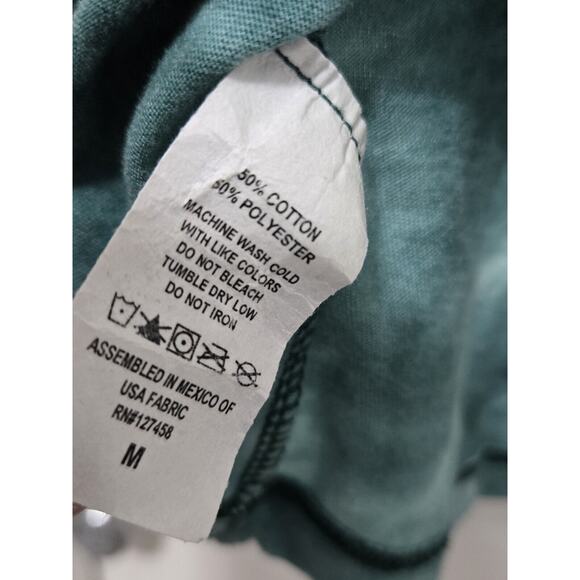 50% COTTON
50% POLYESTER
MACHINE WASH COLD
WITH LIKE COLORS
DO NOT BLEACH
TUMBLE DRY LOW
DO NOT IRON
ASSEMBLED IN MEXICO OF
USA FABRIC
RN#127458
M